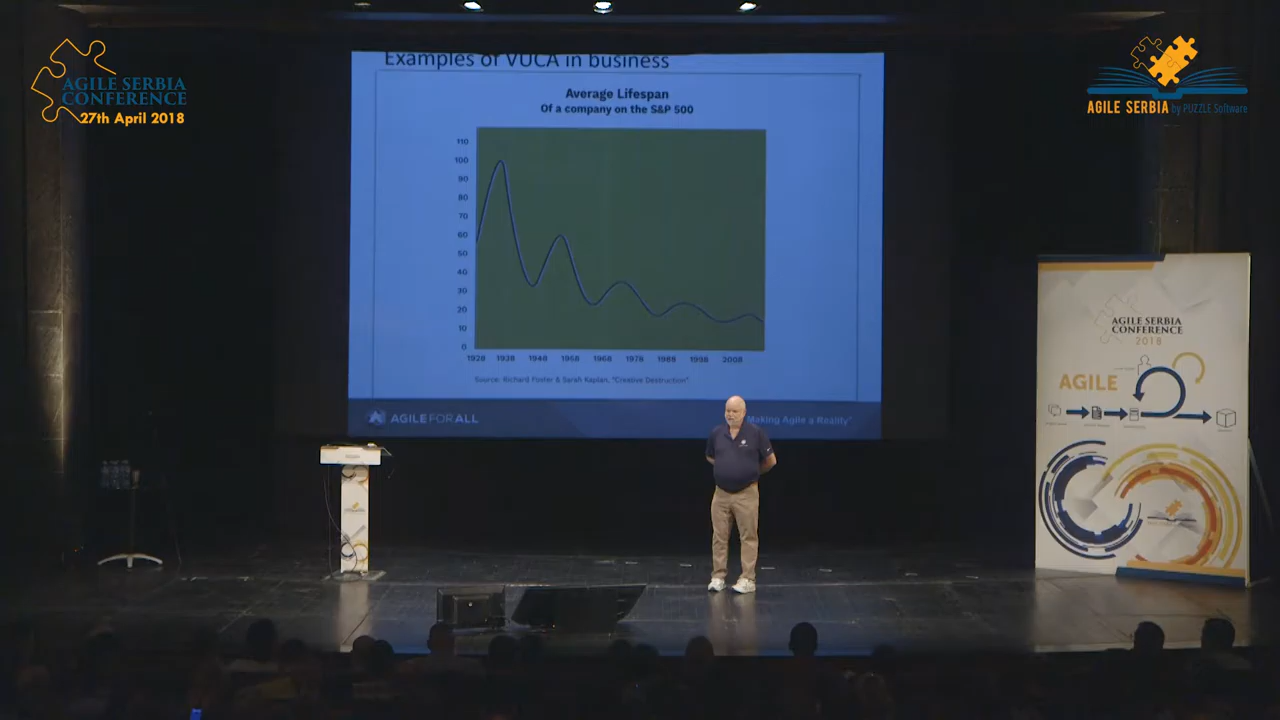 AGILE SERBIA
CONFERENCE
27th April 2018
AGILE SERBIA by PUZZLE Software
Examples of VUCA in business
Average Lifespan
Of a company on the S&P 500
110
100
90
80
70
60
50
40
30
20
10
0
1928 1938 1948 1958 1968 1978 1988 1998 2008
Source: Richard Foster & Sarah Kaplan, "Creative Destruction".
AGILEFORALL
Making Agile a Reality"
AGILE SERBIA
CONFERENCE
2018
AGILE